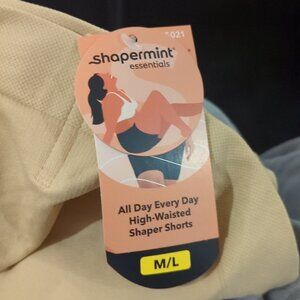 021
shapermint
essentials
All Day Every Day
High-Waisted
Shaper Shorts
M/L